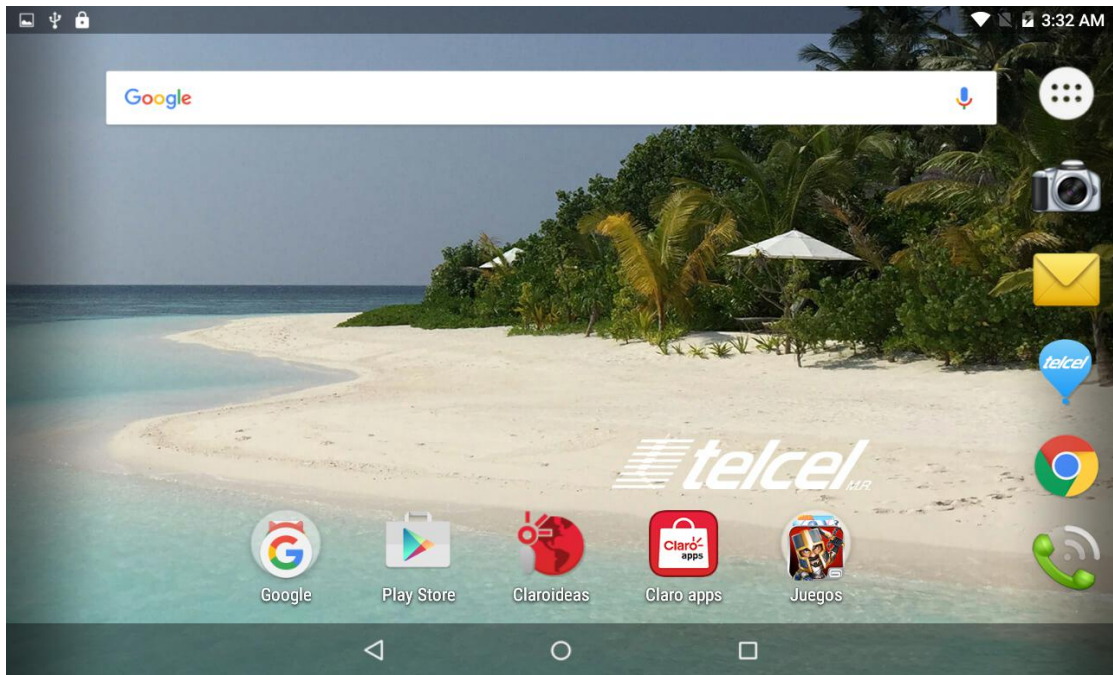 3:32 AM
Google
telcel
telcel M.R.
Claro-
apps
Google
Play Store
Claroideas
Claro apps
Juegos